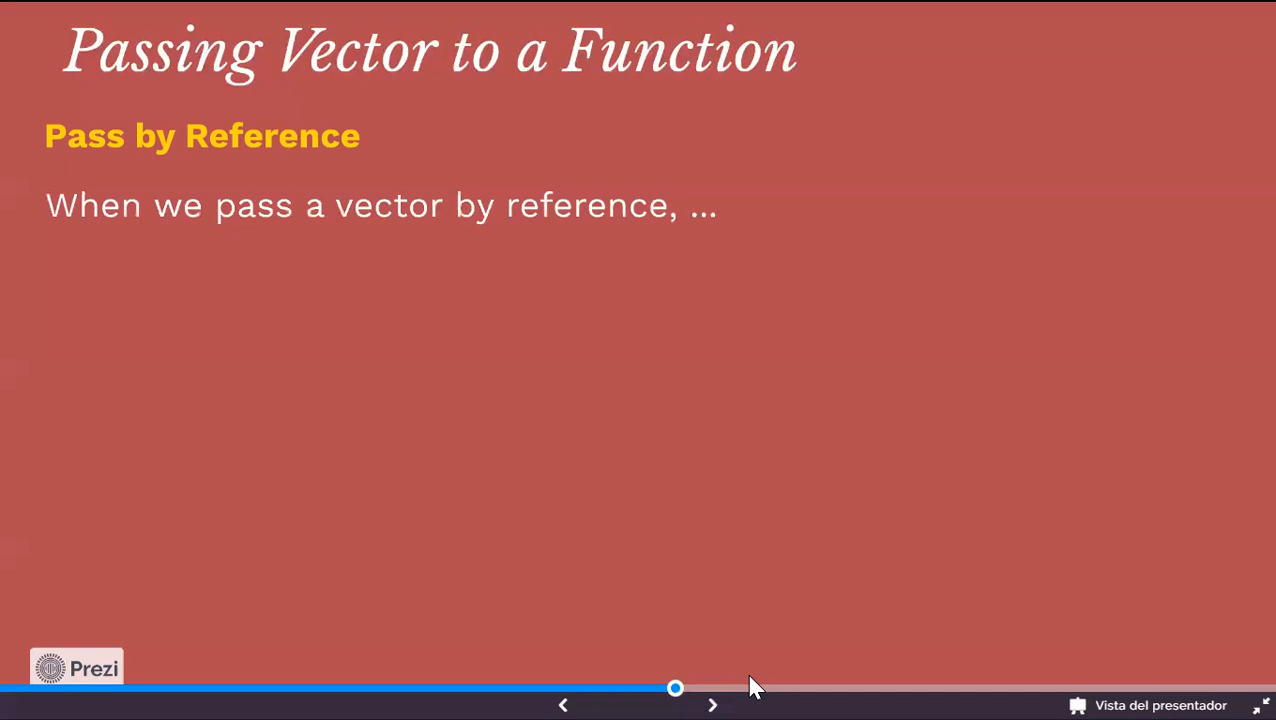 Passing Vector to a Function
Pass by Reference
When we pass a vector by reference, ...
Prezi
Vista del presentador